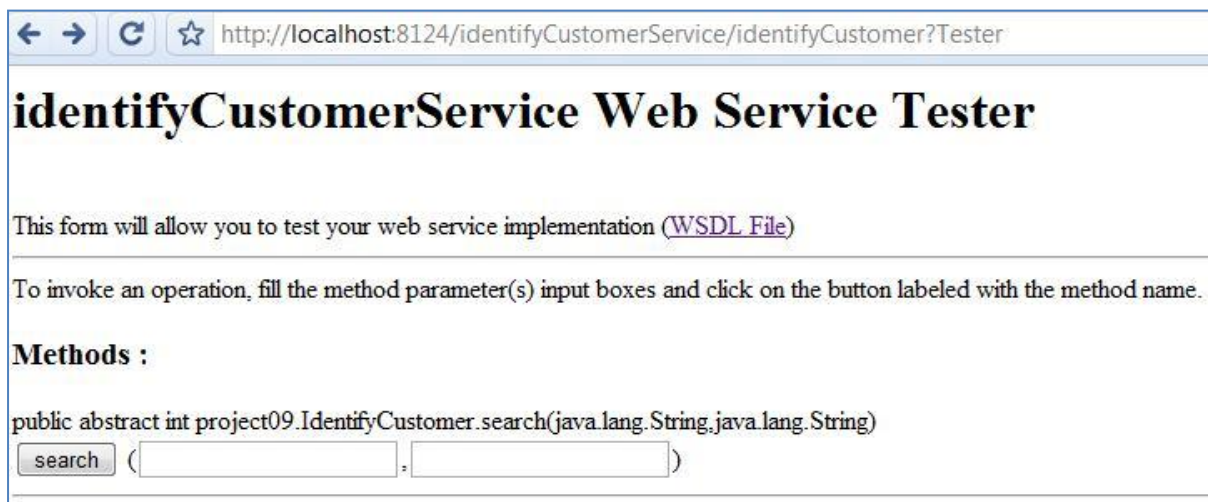 http://localhost:8124/identifyCustomerService/identifyCustomer?Tester
identifyCustomerService Web Service Tester
This form will allow you to test your web service implementation (WSDL File)
To invoke an operation, fill the method parameter(s) input boxes and click on the button labeled with the method name.
Methods :
public abstract int project09.IdentifyCustomer.search(java.lang.String,java.lang.String)
search ( , )